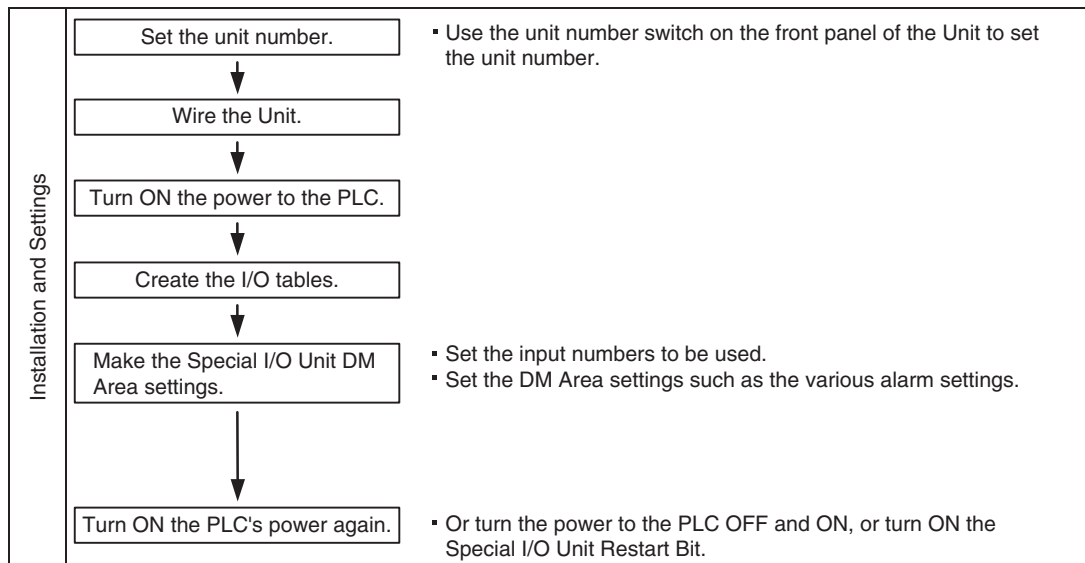 Installation and Settings
Set the unit number.
▪ Use the unit number switch on the front panel of the Unit to set
the unit number.
Wire the Unit.
Turn ON the power to the PLC.
Create the I/O tables.
Make the Special I/O Unit DM
Area settings.
▪ Set the input numbers to be used.
▪ Set the DM Area settings such as the various alarm settings.
Turn ON the PLC's power again.
▪ Or turn the power to the PLC OFF and ON, or turn ON the
Special I/O Unit Restart Bit.